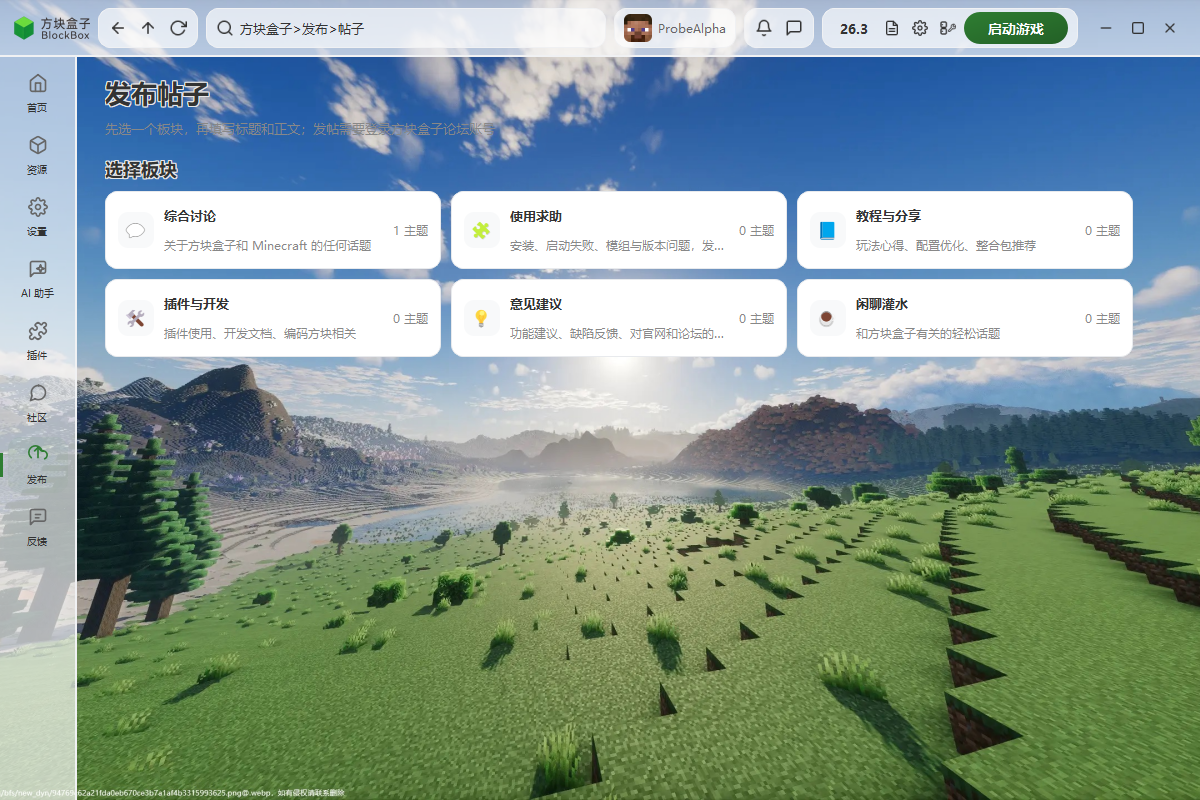 方块盒子
BlockBox
方块盒子>发布>帖子
ProbeAlpha
26.3
启动游戏
首页
资源
设置
AI 助手
插件
社区
发布
反馈
发布帖子
先选一个板块，再填写标题和正文；发帖需要登录方块盒子论坛账号
选择板块
综合讨论
关于方块盒子和 Minecraft 的任何话题
1 主题
使用求助
安装、启动失败、模组与版本问题，发...
0 主题
教程与分享
玩法心得、配置优化、整合包推荐
0 主题
插件与开发
插件使用、开发文档、编码方块相关
0 主题
意见建议
功能建议、缺陷反馈、对官网和论坛的...
0 主题
闲聊灌水
和方块盒子有关的轻松话题
0 主题
如有侵权请联系删除